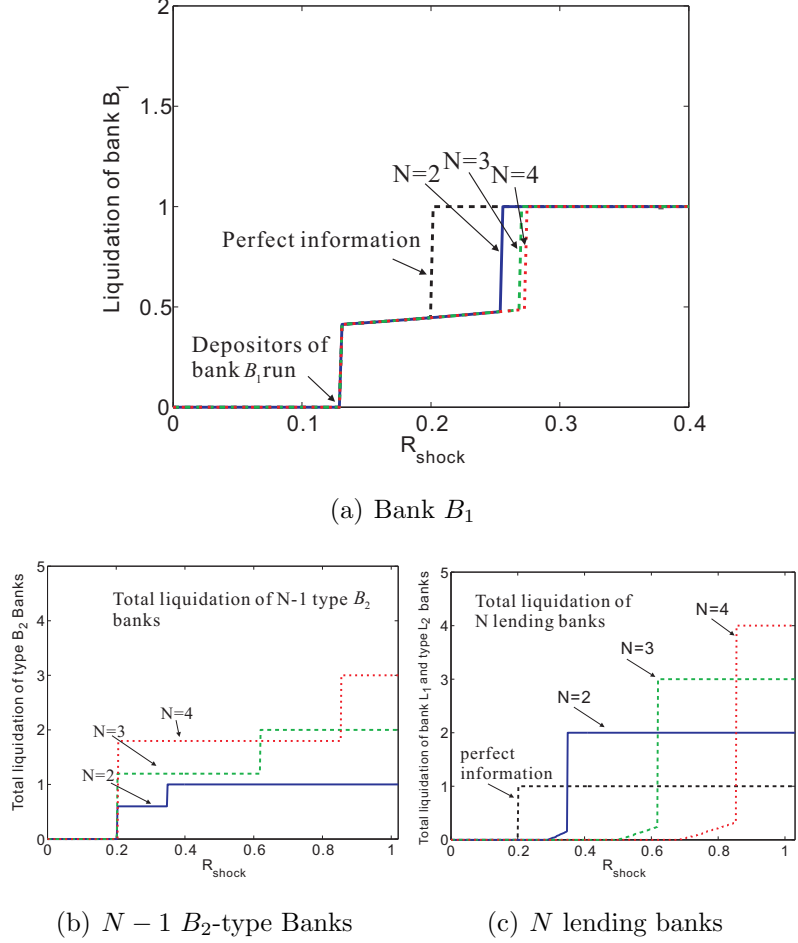 2
1.5
1
0.5
0
Liquidation of bank B1
N=2
N=3
N=4
Perfect information
Depositors of
bank B1 run
0 0.1 0.2 0.3 0.4
Rshock
(a) Bank B1
5
4
3
2
1
0
Total liquidation of type B2 Banks
Total liquidation of N-1 type B2
banks
N=4
N=3
N=2
0 0.2 0.4 0.6 0.8 1
Rshock
(b) N − 1 B2-type Banks
5
4
3
2
1
0
Total liquidation of bank L1 and type L2 banks
Total liquidation of
N lending banks
N=4
N=3
N=2
perfect
information
0 0.2 0.4 0.6 0.8 1
Rshock
(c) N lending banks